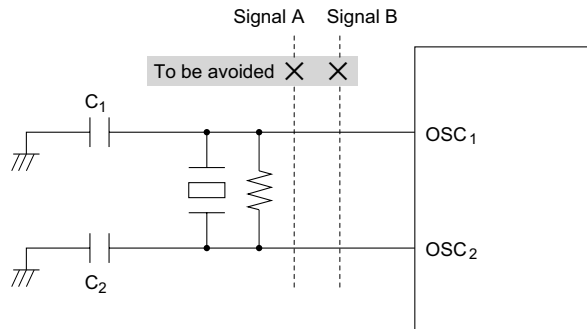 Signal A Signal B
To be avoided
C1
OSC1
OSC2
C2